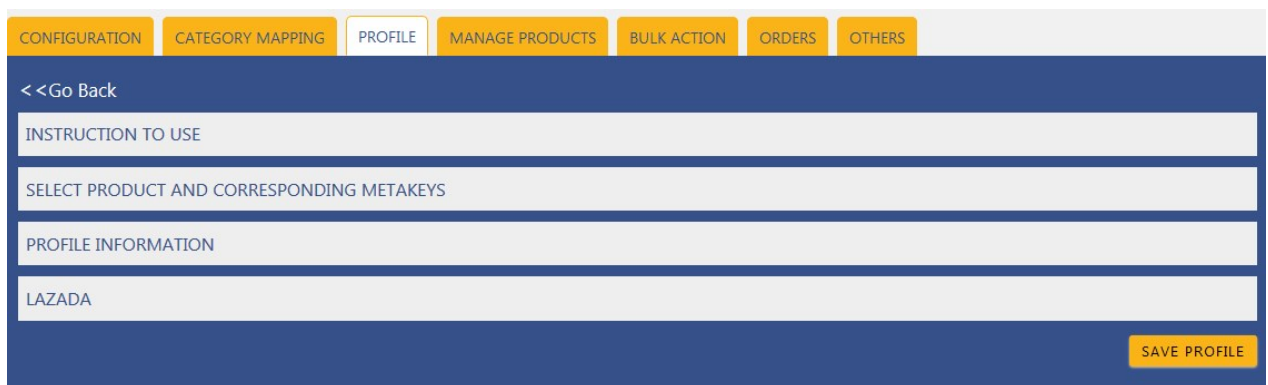 CONFIGURATION CATEGORY MAPPING PROFILE MANAGE PRODUCTS BULK ACTION ORDERS OTHERS
<<Go Back
INSTRUCTION TO USE
SELECT PRODUCT AND CORRESPONDING METAKEYS
PROFILE INFORMATION
LAZADA
SAVE PROFILE